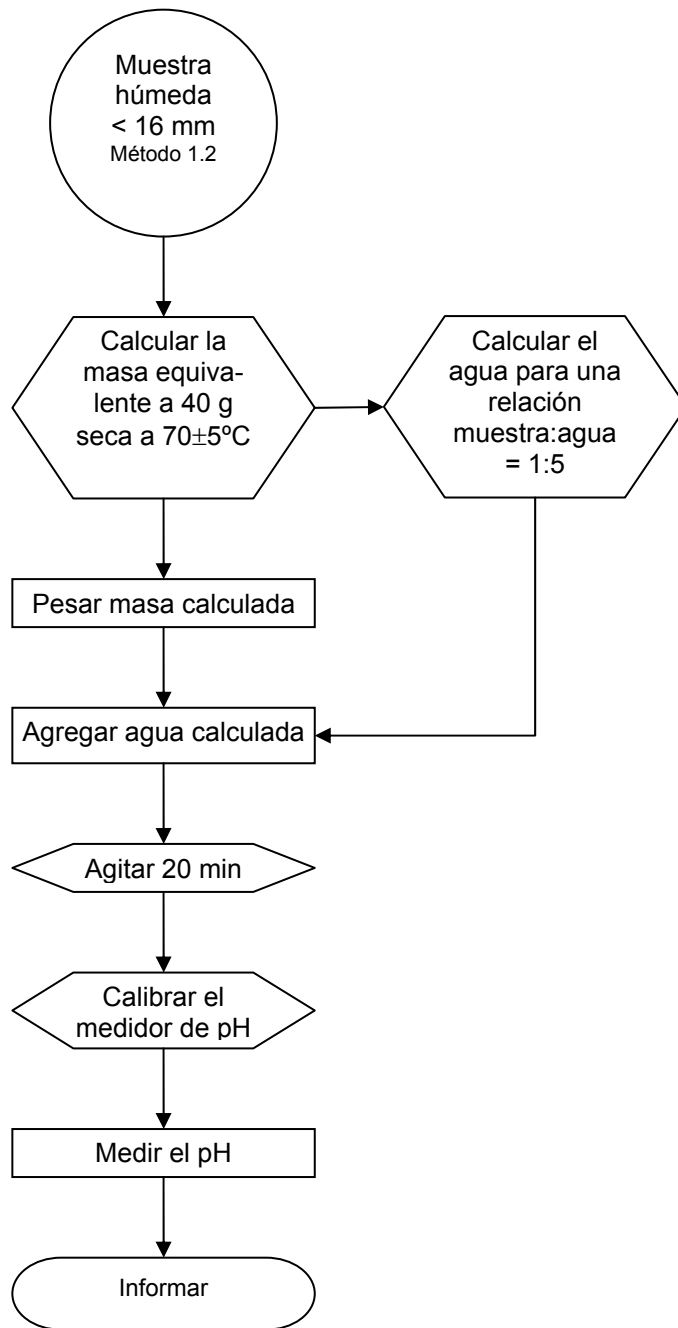 Muestra
húmeda
< 16 mm
Método 1.2
Calcular la
masa equiva-
lente a 40 g
seca a 70±5ºC
Calcular el
agua para una
relación
muestra:agua
= 1:5
Pesar masa calculada
Agregar agua calculada
Agitar 20 min
Calibrar el
medidor de pH
Medir el pH
Informar